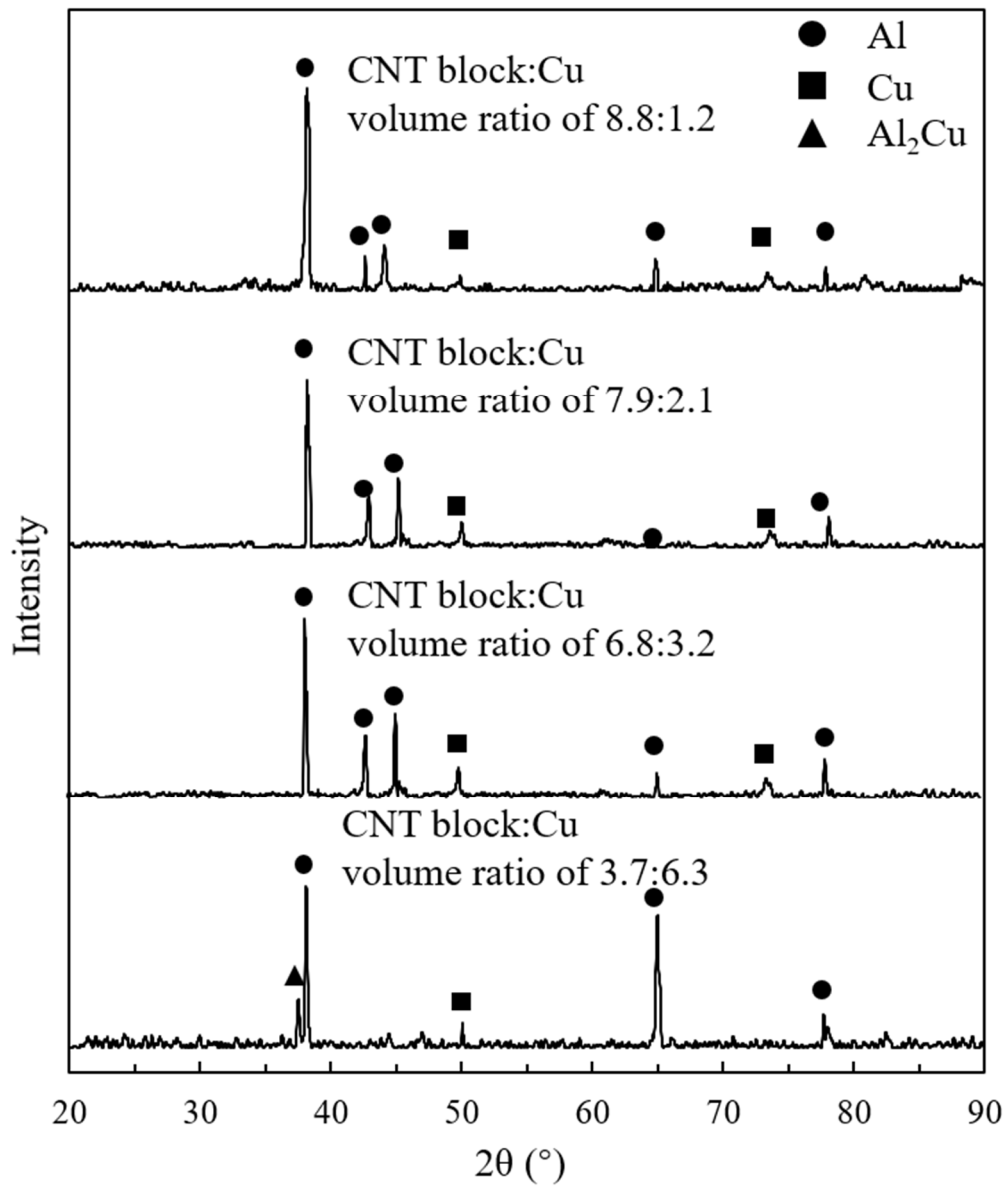 CNT block:Cu
volume ratio of 8.8:1.2
Al
Cu
Al₂Cu
CNT block:Cu
volume ratio of 7.9:2.1
CNT block:Cu
volume ratio of 6.8:3.2
CNT block:Cu
volume ratio of 3.7:6.3
Intensity
20 30 40 50 60 70 80 90
2θ (°)